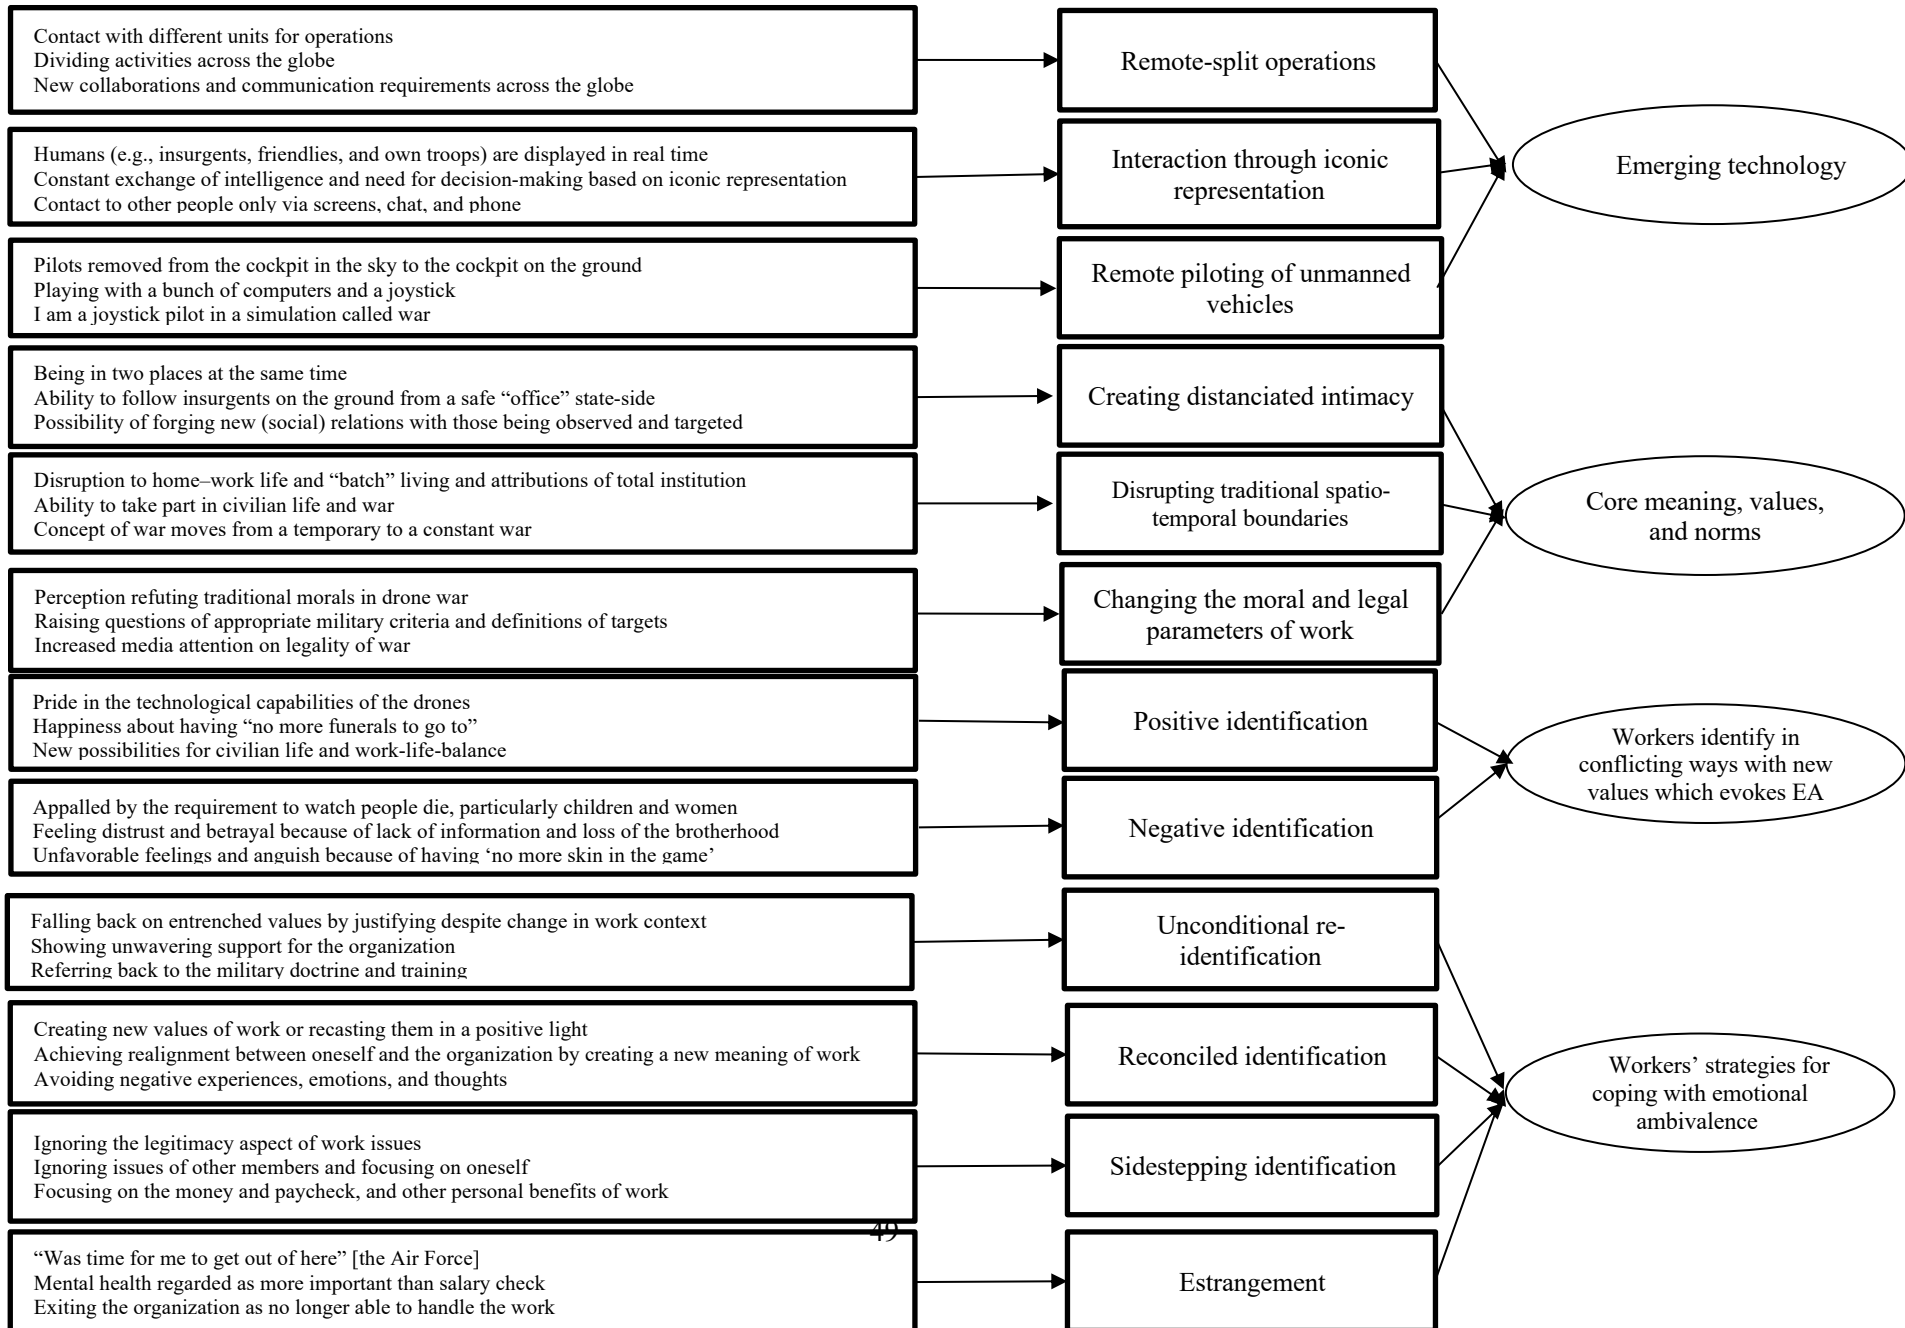 Contact with different units for operations
Dividing activities across the globe
New collaborations and communication requirements across the globe
Remote-split operations
Humans (e.g., insurgents, friendlies, and own troops) are displayed in real time
Constant exchange of intelligence and need for decision-making based on iconic representation
Contact to other people only via screens, chat, and phone
Interaction through iconic
representation
Emerging technology
Pilots removed from the cockpit in the sky to the cockpit on the ground
Playing with a bunch of computers and a joystick
I am a joystick pilot in a simulation called war
Remote piloting of unmanned
vehicles
Being in two places at the same time
Ability to follow insurgents on the ground from a safe “office” state-side
Possibility of forging new (social) relations with those being observed and targeted
Creating distanciated intimacy
Disruption to home–work life and “batch” living and attributions of total institution
Ability to take part in civilian life and war
Concept of war moves from a temporary to a constant war
Disrupting traditional spatio-
temporal boundaries
Core meaning, values,
and norms
Perception refuting traditional morals in drone war
Raising questions of appropriate military criteria and definitions of targets
Increased media attention on legality of war
Changing the moral and legal
parameters of work
Pride in the technological capabilities of the drones
Happiness about having “no more funerals to go to”
New possibilities for civilian life and work-life-balance
Positive identification
Workers identify in
conflicting ways with new
values which evokes EA
Appalled by the requirement to watch people die, particularly children and women
Feeling distrust and betrayal because of lack of information and loss of the brotherhood
Unfavorable feelings and anguish because of having ‘no more skin in the game’
Negative identification
Falling back on entrenched values by justifying despite change in work context
Showing unwavering support for the organization
Referring back to the military doctrine and training
Unconditional re-
identification
Creating new values of work or recasting them in a positive light
Achieving realignment between oneself and the organization by creating a new meaning of work
Avoiding negative experiences, emotions, and thoughts
Reconciled identification
Workers’ strategies for
coping with emotional
ambivalence
Ignoring the legitimacy aspect of work issues
Ignoring issues of other members and focusing on oneself
Focusing on the money and paycheck, and other personal benefits of work
Sidestepping identification
49
“Was time for me to get out of here” [the Air Force]
Mental health regarded as more important than salary check
Exiting the organization as no longer able to handle the work
Estrangement